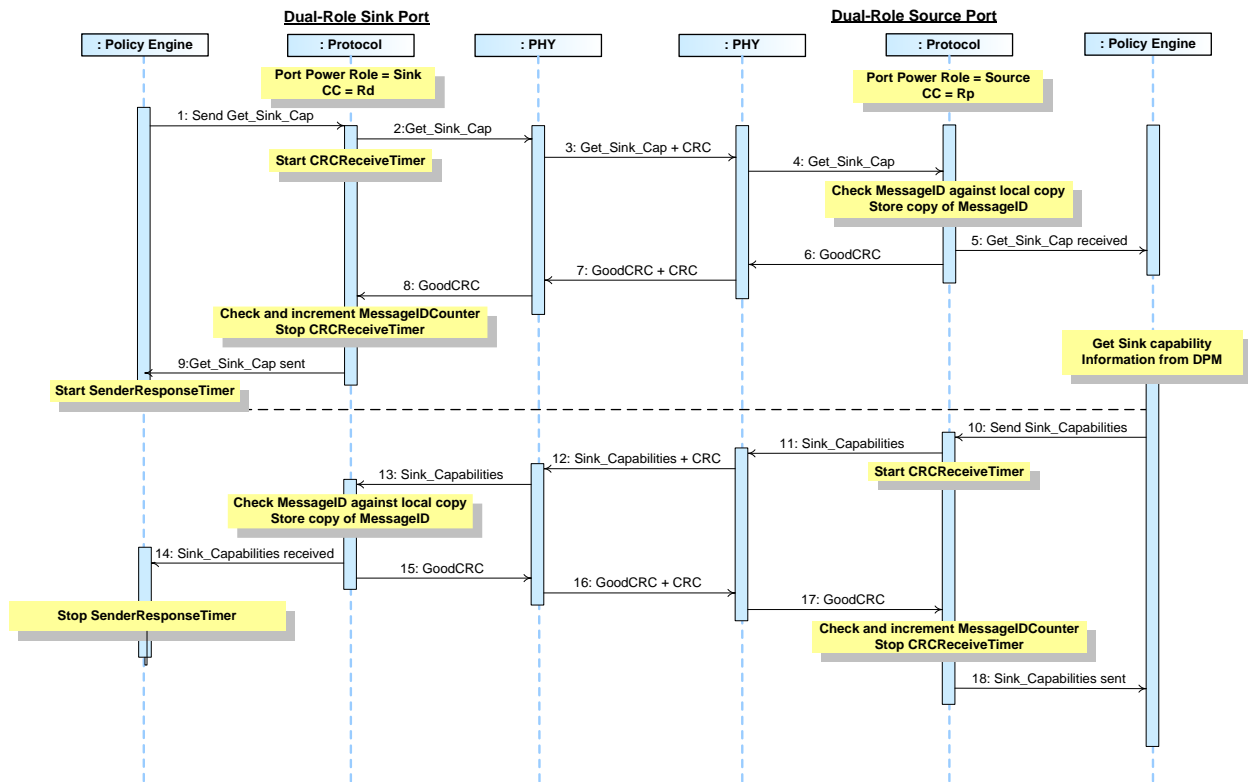 Dual-Role Sink Port
Dual-Role Source Port
: Policy Engine
: Protocol
: PHY
: PHY
: Protocol
: Policy Engine
Port Power Role = Sink
CC = Rd
Port Power Role = Source
CC = Rp
1: Send Get_Sink_Cap
2:Get_Sink_Cap
Start CRCReceiveTimer
3: Get_Sink_Cap + CRC
4: Get_Sink_Cap
Check MessageID against local copy
Store copy of MessageID
5: Get_Sink_Cap received
6: GoodCRC
7: GoodCRC + CRC
8: GoodCRC
Check and increment MessageIDCounter
Stop CRCReceiveTimer
9:Get_Sink_Cap sent
Start SenderResponseTimer
Get Sink capability
Information from DPM
10: Send Sink_Capabilities
11: Sink_Capabilities
Start CRCReceiveTimer
12: Sink_Capabilities + CRC
13: Sink_Capabilities
Check MessageID against local copy
Store copy of MessageID
14: Sink_Capabilities received
15: GoodCRC
16: GoodCRC + CRC
17: GoodCRC
Stop SenderResponseTimer
Check and increment MessageIDCounter
Stop CRCReceiveTimer
18: Sink_Capabilities sent